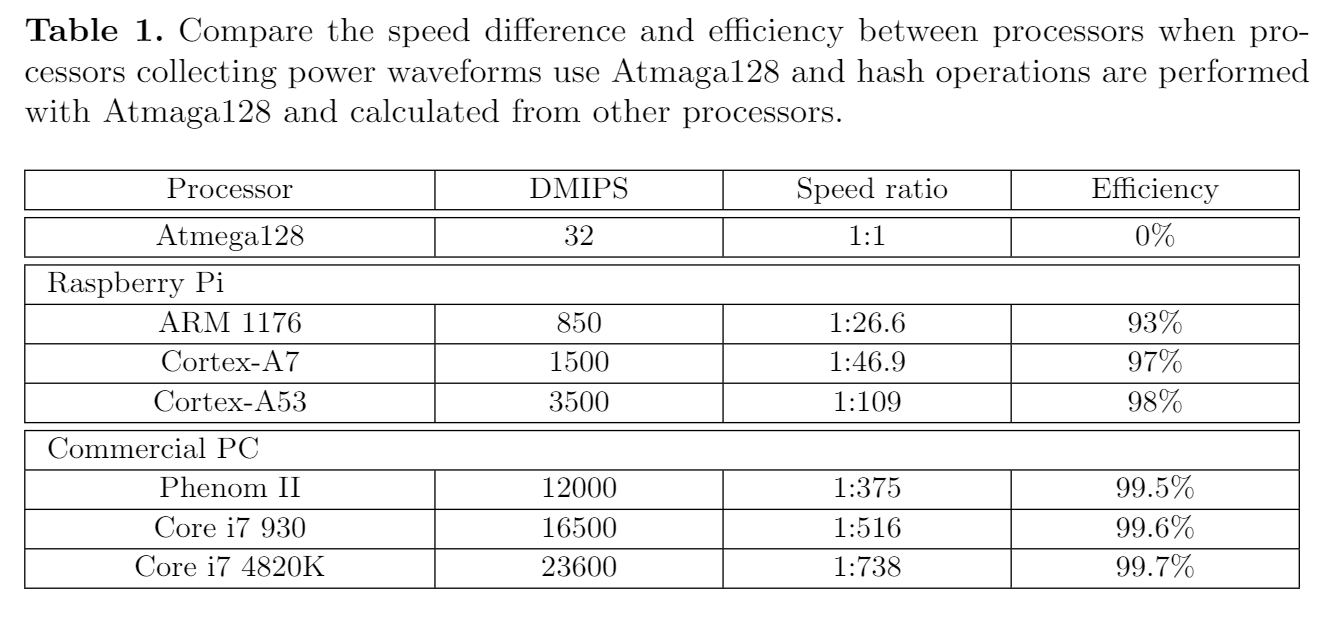 Table 1. Compare the speed difference and efficiency between processors when pro-
cessors collecting power waveforms use Atmaga128 and hash operations are performed
with Atmaga128 and calculated from other processors.
Processor DMIPS Speed ratio Efficiency
Atmega128 32 1:1 0%
Raspberry Pi
ARM 1176 850 1:26.6 93%
Cortex-A7 1500 1:46.9 97%
Cortex-A53 3500 1:109 98%
Commercial PC
Phenom II 12000 1:375 99.5%
Core i7 930 16500 1:516 99.6%
Core i7 4820K 23600 1:738 99.7%